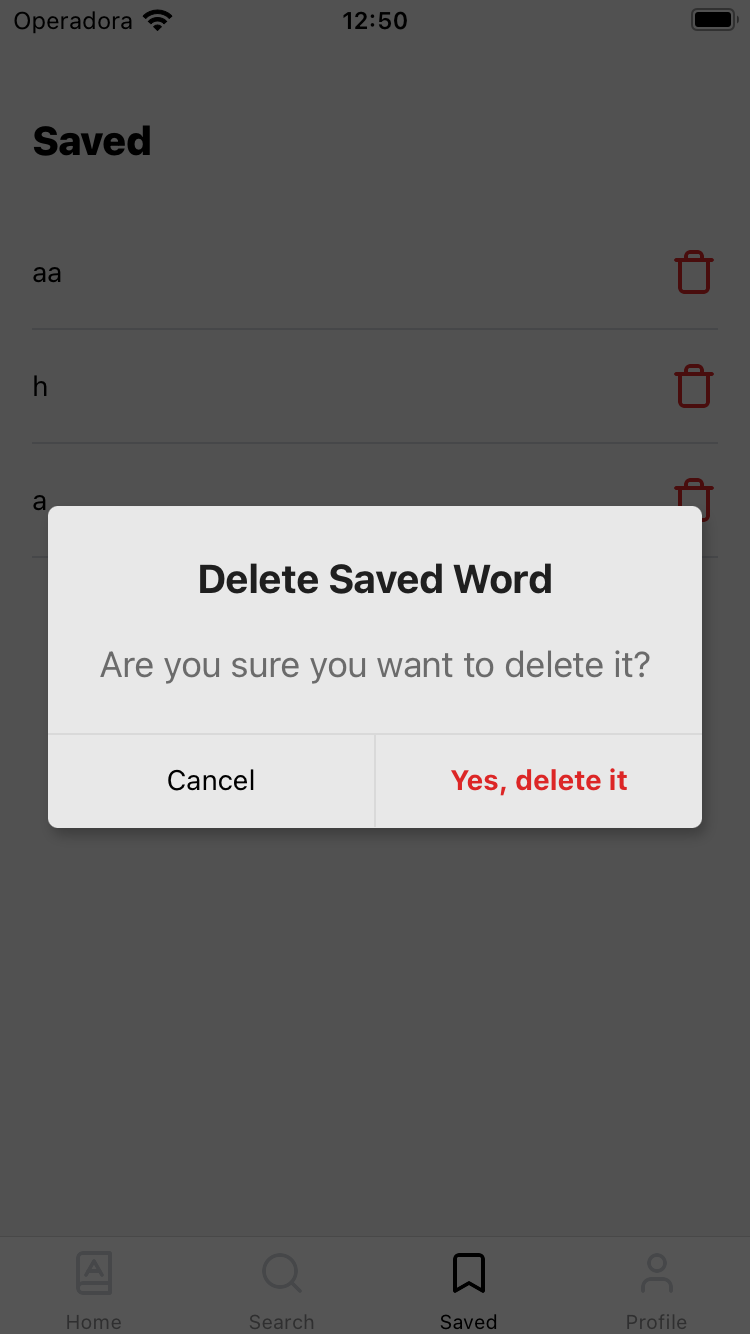 Operadora 12:50
Saved
aa
h
a
Delete Saved Word
Are you sure you want to delete it?
Cancel Yes, delete it
Home Search Saved Profile